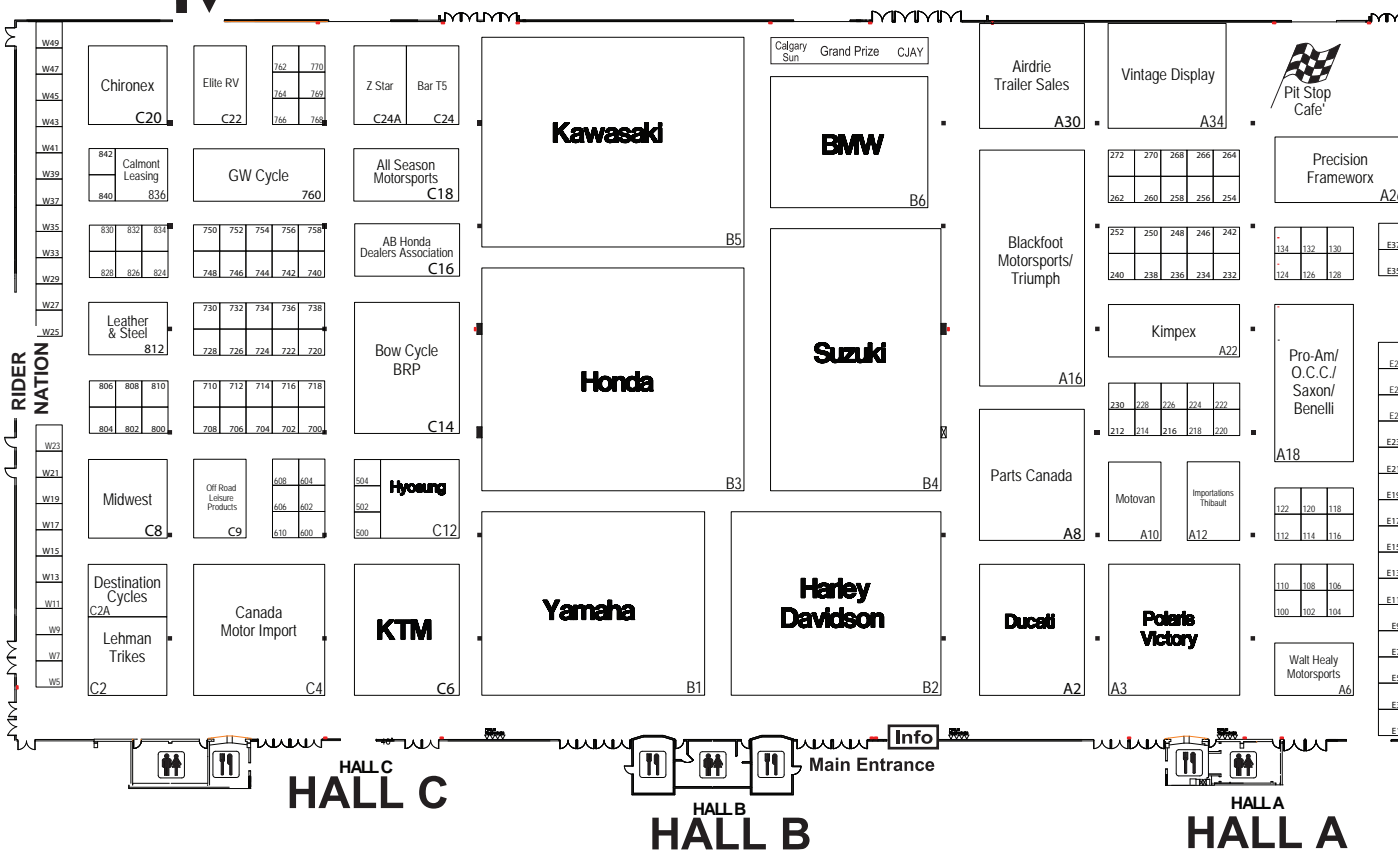 W49
W47
W45
W43
W41
W39
W37
W35
W33
W29
W27
W25
RIDER
NATION
W23
W21
W19
W17
W15
W13
W11
W9
W7
W5
Chironex
C20
Elite RV
C22
762 770
764 769
766 768
Z Star
C24A
Bar T5
C24
842
840
Calmont
Leasing
836
GW Cycle
760
All Season
Motorsports
C18
830 832 834
828 826 824
750 752 754 756 758
748 746 744 742 740
AB Honda
Dealers Association
C16
Leather
& Steel
812
730 732 734 736 738
728 726 724 722 720
Bow Cycle
BRP
C14
806 808 810
804 802 800
710 712 714 716 718
708 706 704 702 700
Midwest
C8
Off Road
Leisure
Products
C9
608 604
606 602
610 600
504
502
500
Hyosung
C12
Destination
Cycles
C2A
Lehman
Trikes
C2
Canada
Motor Import
C4
KTM
C6
Kawasaki
B5
Calgary
Sun
Grand Prize
CJAY
BMW
B6
Honda
B3
Suzuki
B4
Yamaha
B1
Harley
Davidson
B2
Airdrie
Trailer Sales
A30
Vintage Display
A34
Pit Stop
Cafe'
Blackfoot
Motorsports/
Triumph
A16
272 270 268 266 264
262 260 258 256 254
Precision
Frameworx
252 250 248 246 242
240 238 236 234 232
134 132 130
124 126 128
Kimpex
A22
Pro-Am/
O.C.C./
Saxon/
Benelli
A18
230 228 226 224 222
212 214 216 218 220
Parts Canada
A8
Motovan
A10
Importations
Thibault
A12
122 120 118
112 114 116
Ducati
A2
Polaris
Victory
A3
110 108 106
100 102 104
Walt Healy
Motorsports
A6
Info
Main Entrance
HALL C
HALL C
HALL B
HALL B
HALL A
HALL A